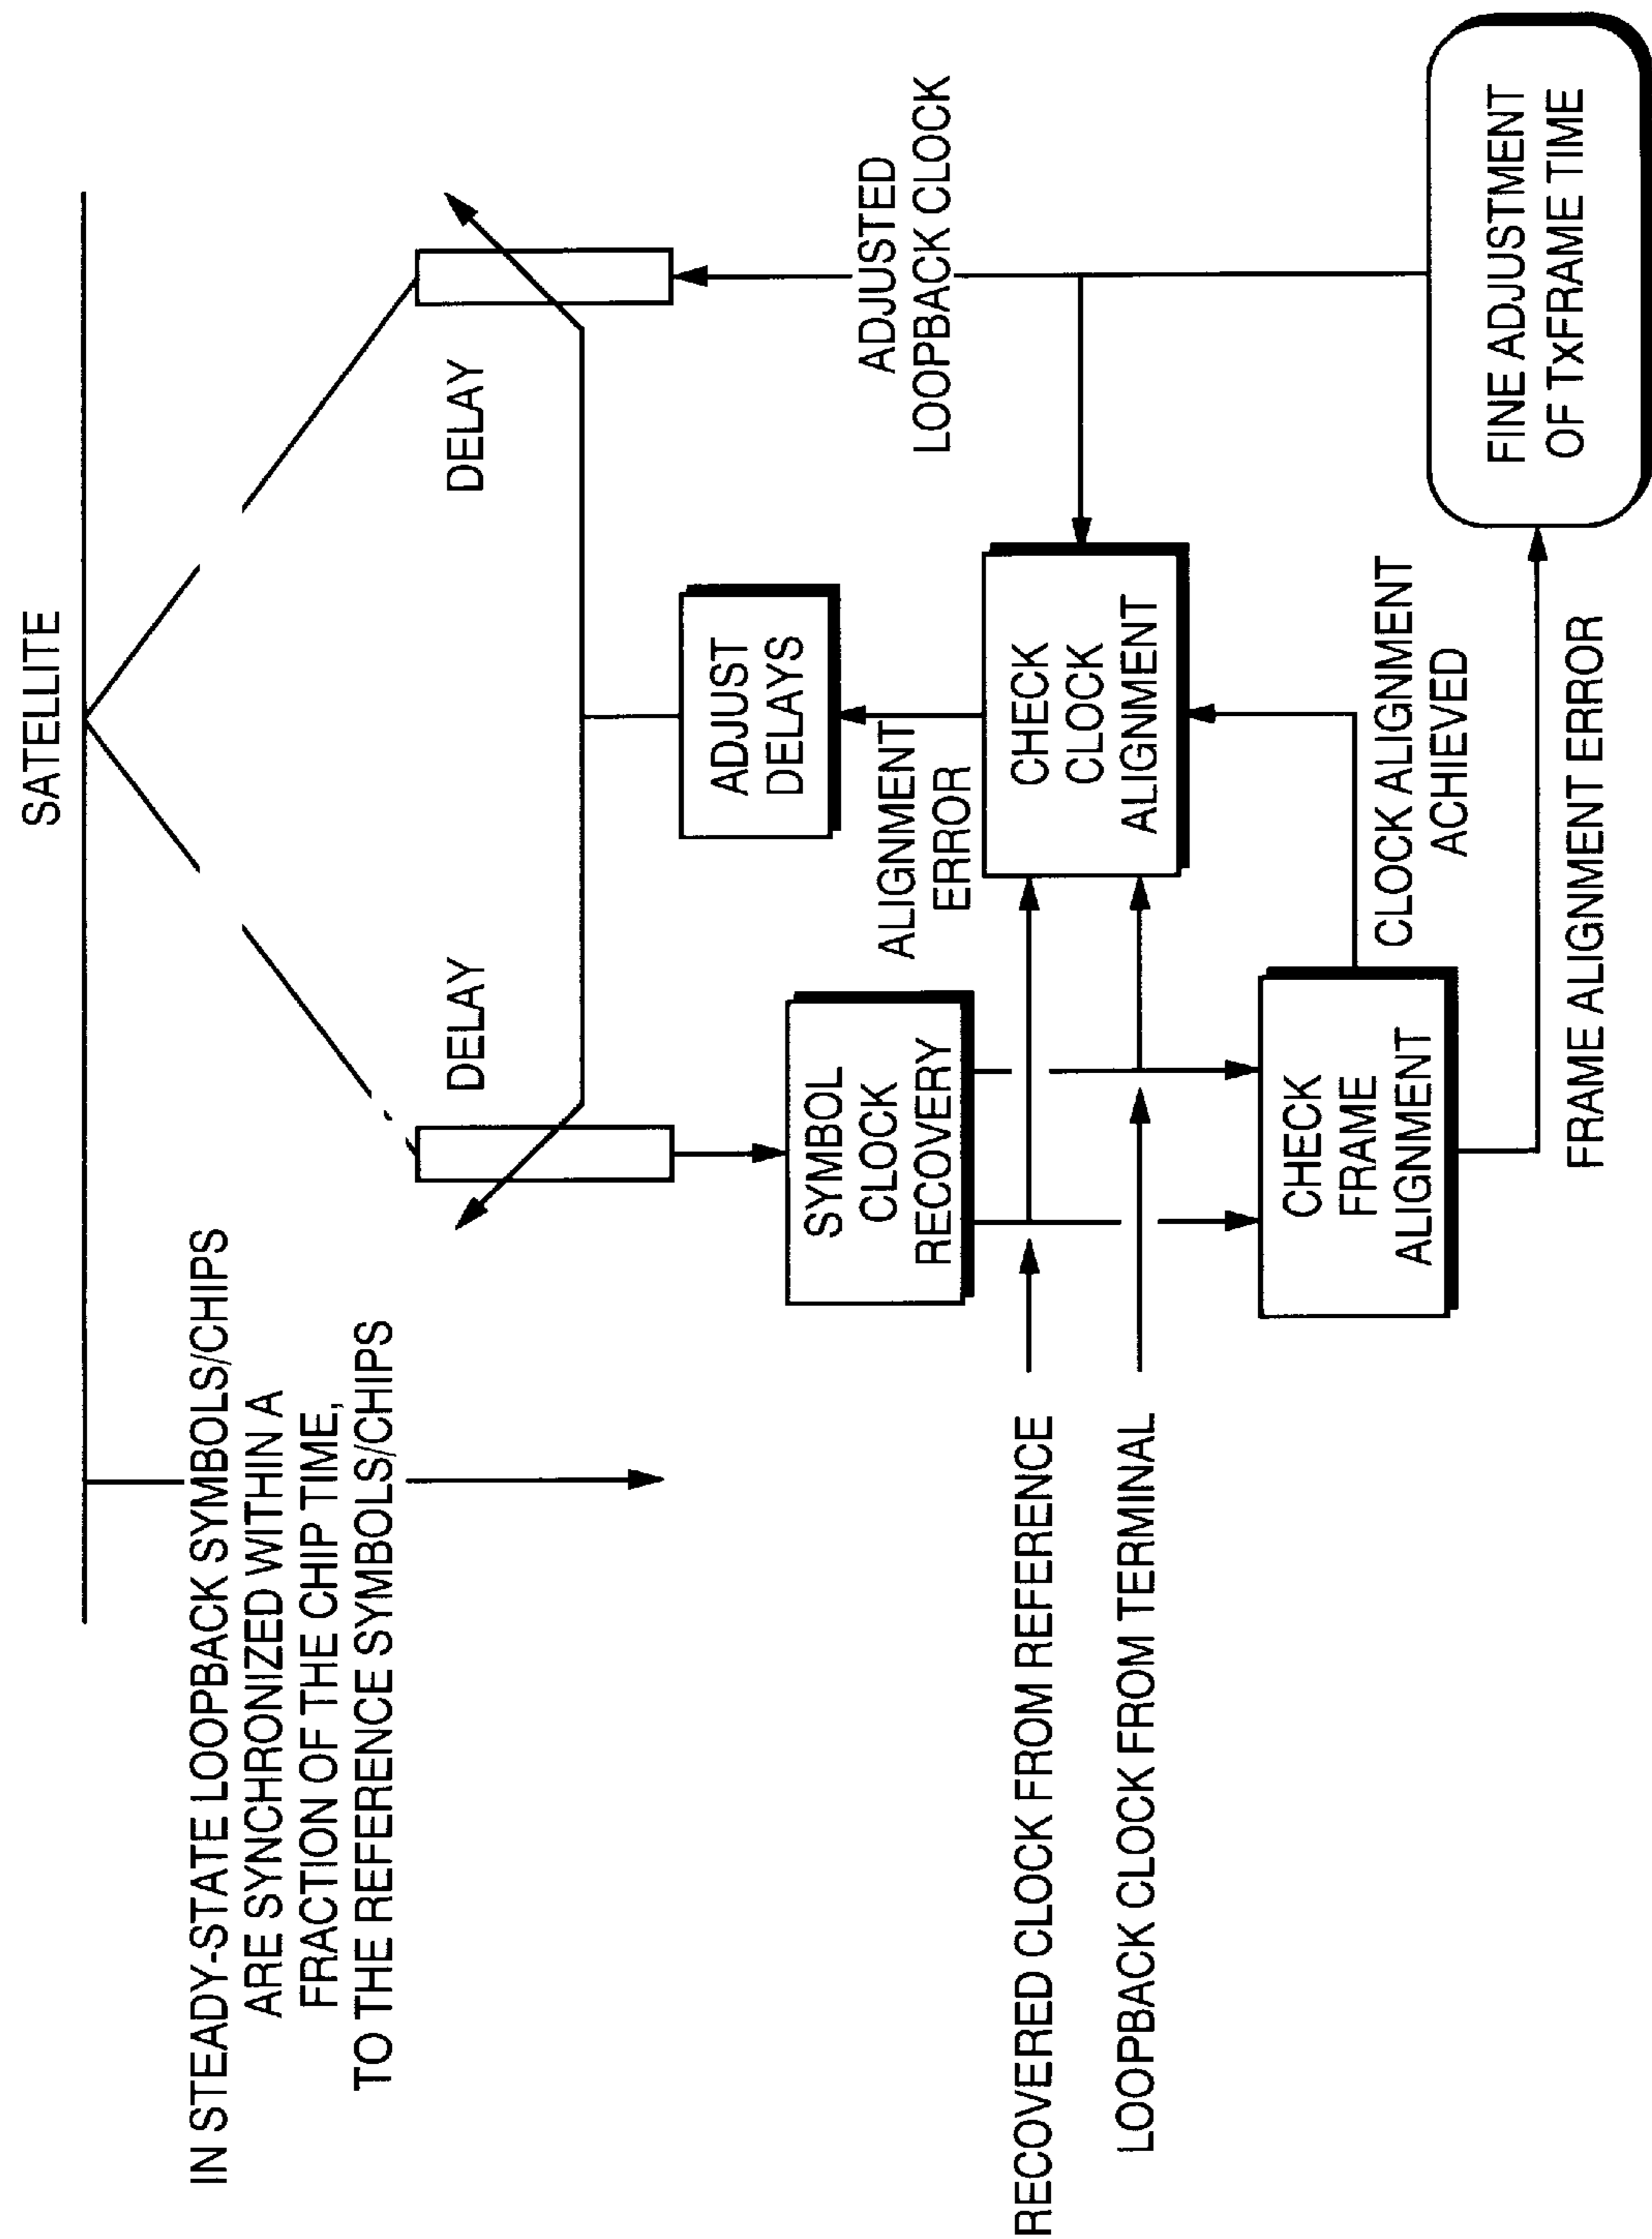 SATELLITE
IN STEADY-STATE LOOPBACK SYMBOLS/CHIPS
ARE SYNCHRONIZED WITHIN A
FRACTION OF THE CHIP TIME,
TO THE REFERENCE SYMBOLS/CHIPS
DELAY
DELAY
ADJUST
DELAYS
SYMBOL
CLOCK
RECOVERY
ALIGNMENT
ERROR
ADJUSTED
LOOPBACK CLOCK
RECOVERED CLOCK FROM REFERENCE
LOOPBACK CLOCK FROM TERMINAL
CHECK
CLOCK
ALIGNMENT
CHECK
FRAME
ALIGNMENT
CLOCK ALIGNMENT
ACHIEVED
FRAME ALIGNMENT ERROR
FINE ADJUSTMENT
OF TxFRAME TIME